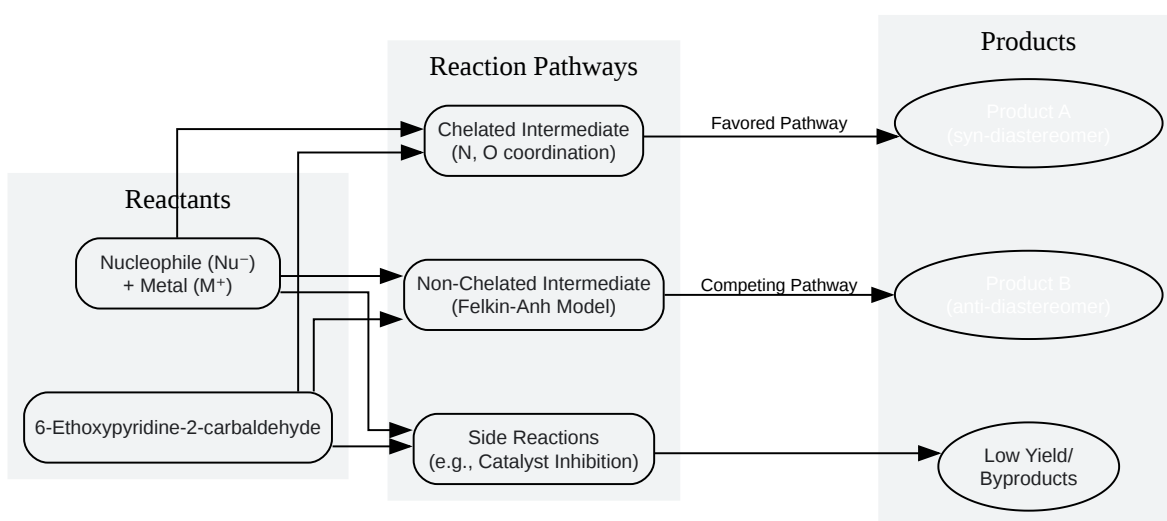 Reactants
Nucleophile (Nu⁻)
+ Metal (M⁺)
6-Ethoxypyridine-2-carbaldehyde
Reaction Pathways
Chelated Intermediate
(N, O coordination)
Non-Chelated Intermediate
(Felkin-Anh Model)
Side Reactions
(e.g., Catalyst Inhibition)
Favored Pathway
Competing Pathway
Products
Product A
(syn-diastereomer)
Product B
(anti-diastereomer)
Low Yield/
Byproducts